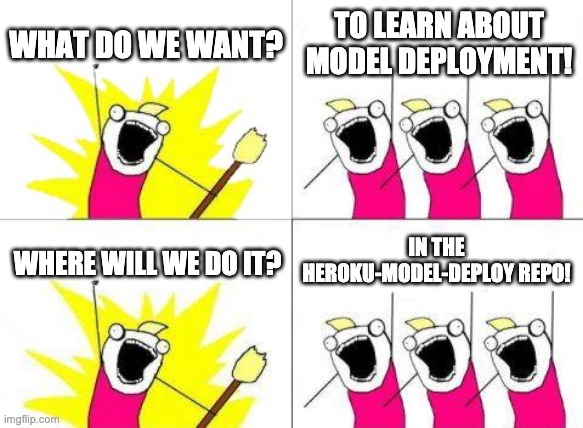 WHAT DO WE WANT?
TO LEARN ABOUT
MODEL DEPLOYMENT!
WHERE WILL WE DO IT?
IN THE
HEROKU-MODEL-DEPLOY REPO!
imgflip.com